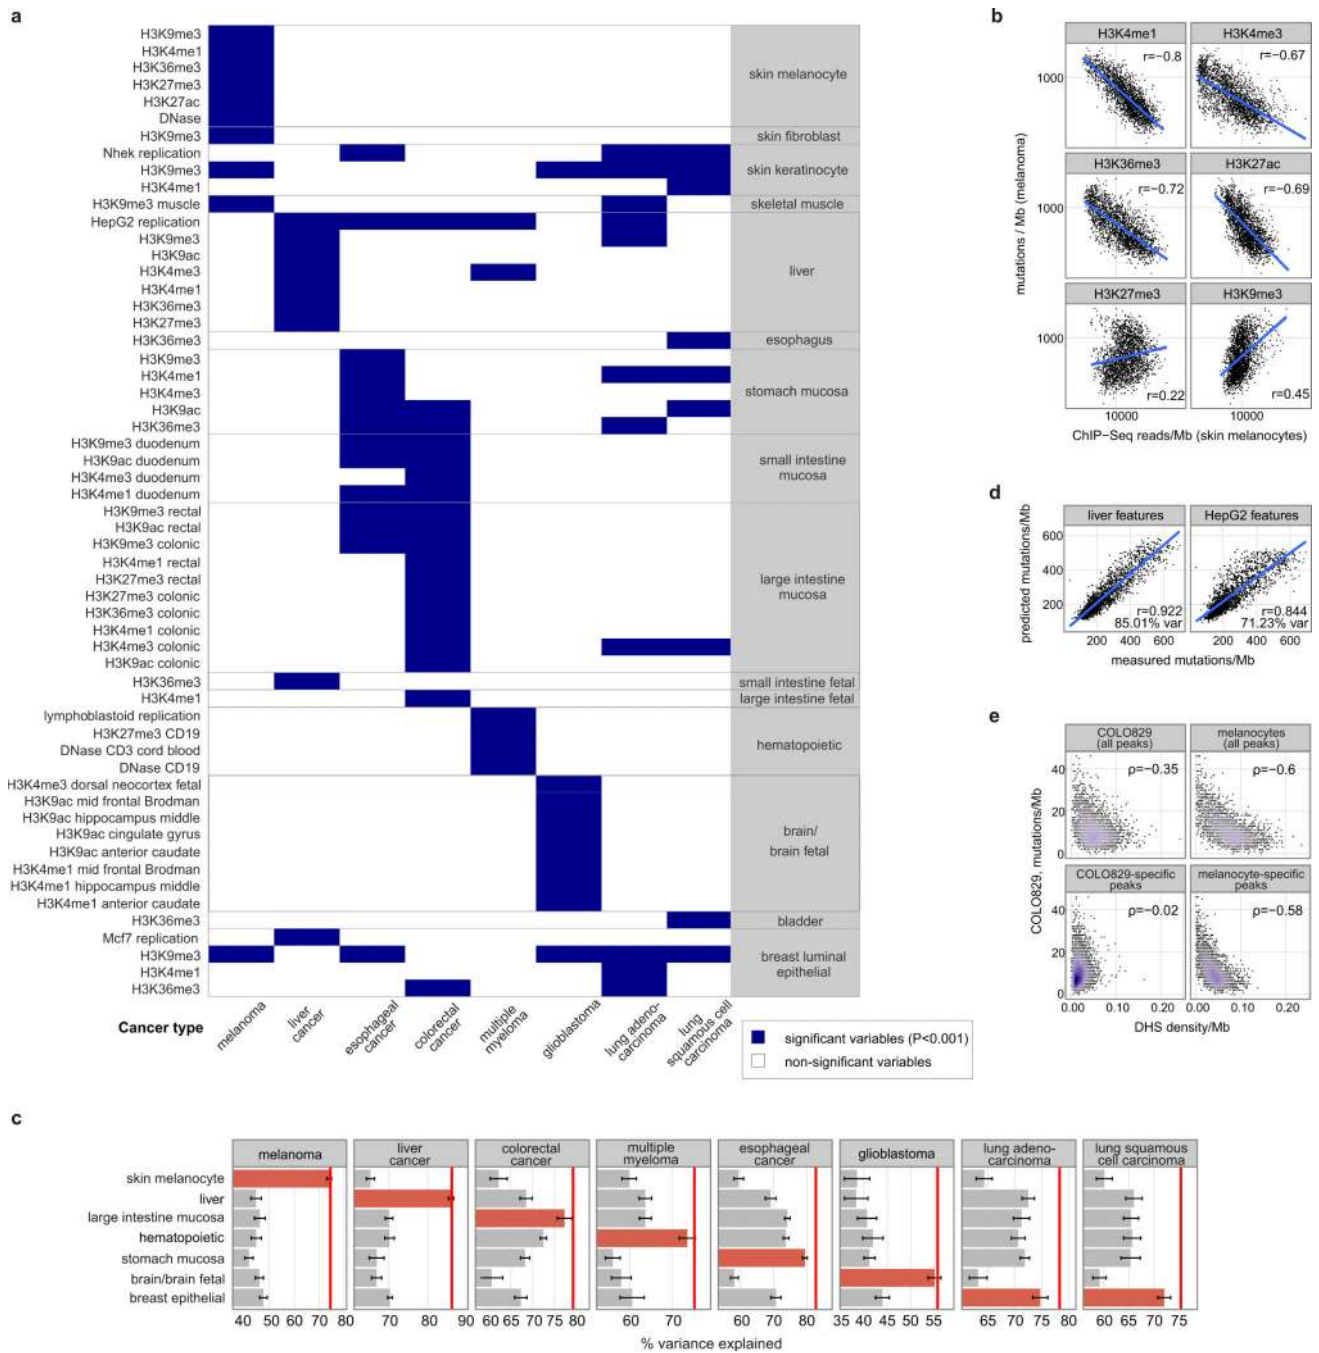 a
H3K9me3
H3K4me1
H3K36me3
H3K27me3
H3K27ac
DNase
skin melanocyte
H3K9me3
skin fibroblast
Nhek replication
H3K9me3
H3K4me1
skin keratinocyte
H3K9me3 muscle
skeletal muscle
HepG2 replication
H3K9me3
H3K9ac
H3K4me3
H3K4me1
H3K36me3
H3K27me3
liver
H3K36me3
esophagus
H3K9me3
H3K4me1
H3K4me3
H3K9ac
H3K36me3
stomach mucosa
H3K9me3 duodenum
H3K9ac duodenum
H3K4me3 duodenum
H3K4me1 duodenum
small intestine
mucosa
H3K9me3 rectal
H3K9ac rectal
H3K9me3 colonic
H3K4me1 rectal
H3K27me3 rectal
H3K27me3 colonic
H3K36me3 colonic
H3K4me1 colonic
H3K4me3 colonic
H3K9ac colonic
large intestine
mucosa
H3K36me3
small intestine fetal
H3K4me1
large intestine fetal
lymphoblastoid replication
H3K27me3 CD19
DNase CD3 cord blood
DNase CD19
hematopoietic
H3K4me3 dorsal neocortex fetal
H3K9ac mid frontal Brodman
H3K9ac hippocampus middle
H3K9ac cingulate gyrus
H3K9ac anterior caudate
H3K4me1 mid frontal Brodman
H3K4me1 hippocampus middle
H3K4me1 anterior caudate
brain/
brain fetal
H3K36me3
bladder
Mcf7 replication
H3K9me3
H3K4me1
H3K36me3
breast luminal
epithelial
Cancer type
melanoma
liver
cancer
esophageal
cancer
colorectal
cancer
multiple
myeloma
glioblastoma
lung adeno-
carcinoma
lung
squamous cell
carcinoma
significant variables (P<0.001)
non-significant variables
b
H3K4me1
H3K4me3
r=−0.8
r=−0.67
1000
H3K36me3
H3K27ac
r=−0.72
r=−0.69
1000
H3K27me3
H3K9me3
1000
r=0.22
r=0.45
10000
10000
mutations / Mb (melanoma)
ChIP−Seq reads/Mb (skin melanocytes)
d
liver features
HepG2 features
600
400
200
r=0.922
85.01% var
r=0.844
71.23% var
200 400 600
200 400 600
predicted mutations/Mb
measured mutations/Mb
e
COLO829
(all peaks)
melanocytes
(all peaks)
ρ=−0.35
ρ=−0.6
40
20
0
COLO829-specific
peaks
melanocyte-specific
peaks
ρ=−0.02
ρ=−0.58
40
20
0
0.00 0.10 0.20
0.00 0.10 0.20
COLO829, mutations/Mb
DHS density/Mb
c
melanoma
liver
cancer
colorectal
cancer
multiple
myeloma
esophageal
cancer
glioblastoma
lung adeno-
carcinoma
lung squamous
cell carcinoma
skin melanocyte
liver
large intestine mucosa
hematopoietic
stomach mucosa
brain/brain fetal
breast epithelial
40 50 60 70 80
70 80 90
60 65 70 75 80
60 65 70 75
60 70 80
35 45 55
65 70 75 80
60 65 70 75
% variance explained